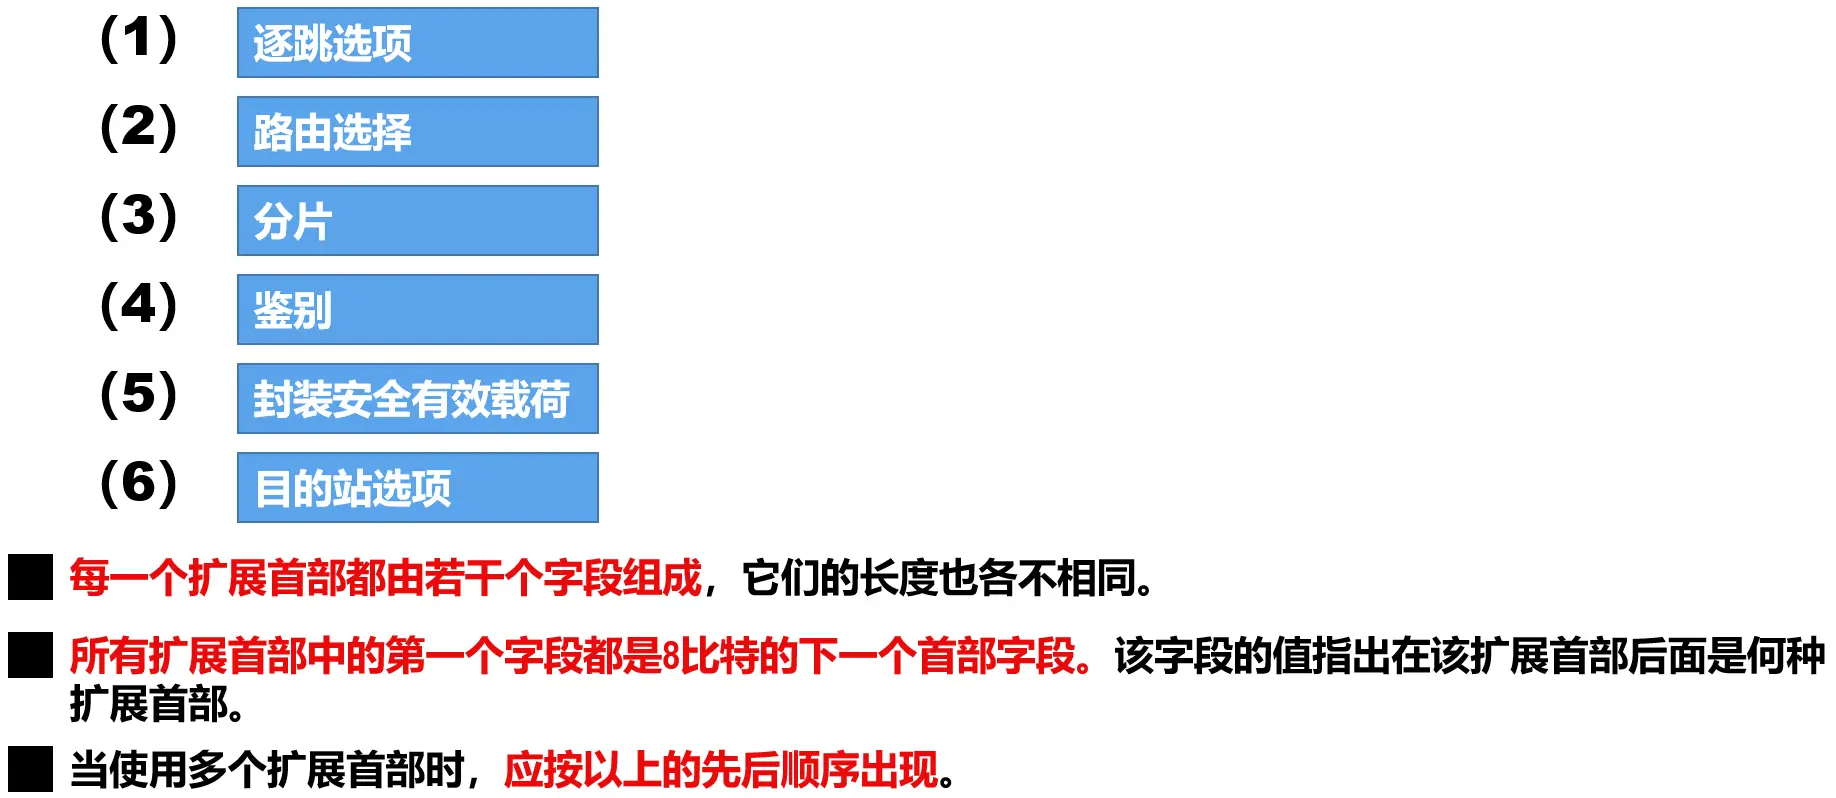 （1） 逐跳选项
（2） 路由选择
（3） 分片
（4） 鉴别
（5） 封装安全有效载荷
（6） 目的站选项
每一个扩展首部都由若干个字段组成，它们的长度也各不相同。
所有扩展首部中的第一个字段都是8比特的下一个首部字段。该字段的值指出在该扩展首部后面是何种
扩展首部。
当使用多个扩展首部时，应按以上的先后顺序出现。